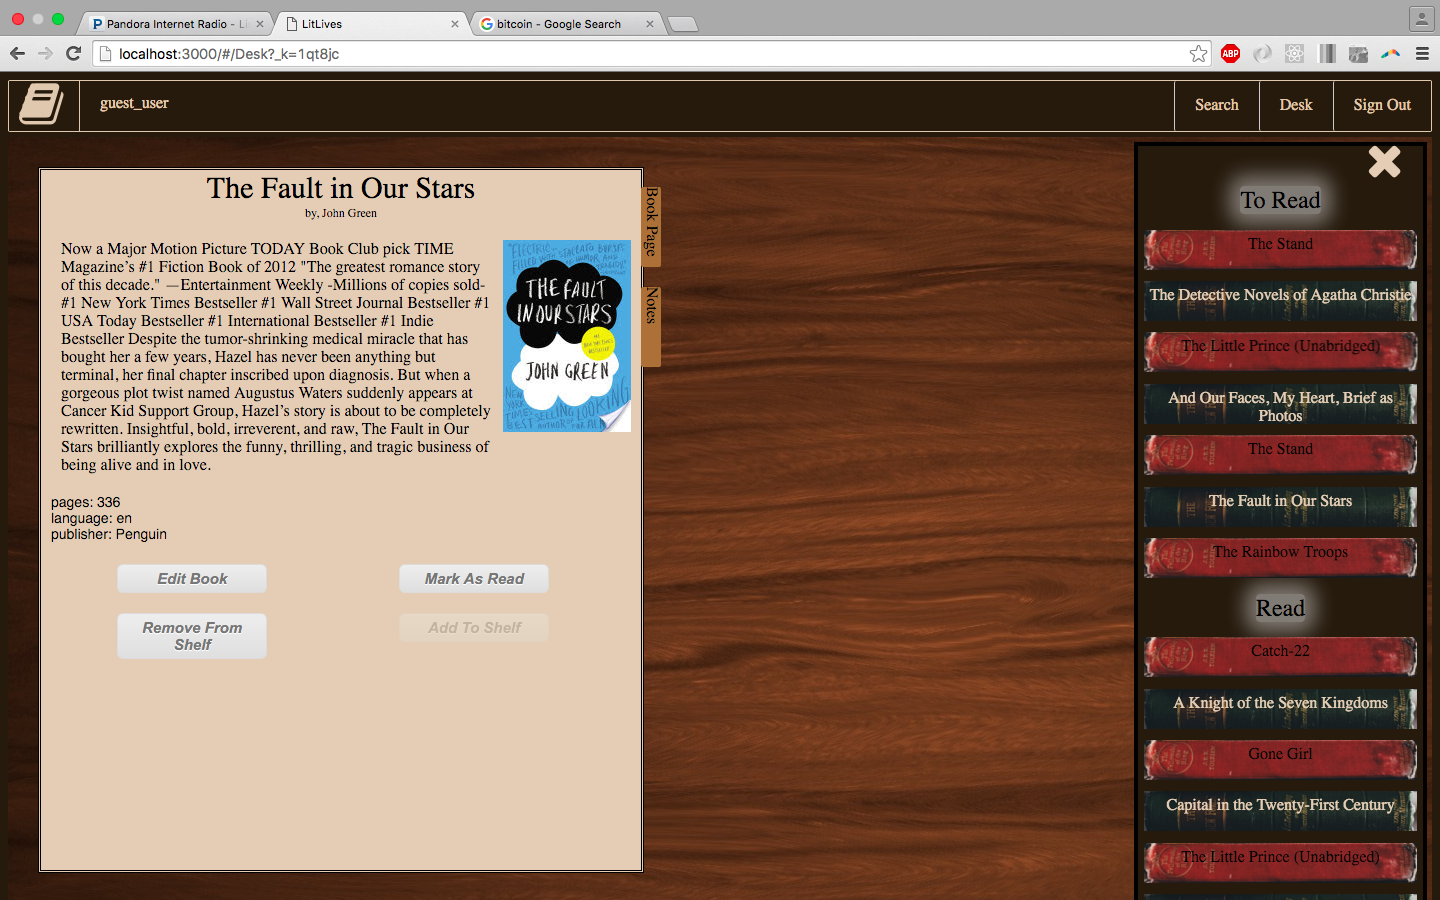 Pandora Internet Radio - Li
LitLives
bitcoin - Google Search
localhost:3000/#/Desk?_k=1qt8jc
ABP
guest_user
Search
Desk
Sign Out
The Fault in Our Stars
by, John Green
Now a Major Motion Picture TODAY Book Club pick TIME
Magazine’s #1 Fiction Book of 2012 "The greatest romance story
of this decade." —Entertainment Weekly -Millions of copies sold-
#1 New York Times Bestseller #1 Wall Street Journal Bestseller #1
USA Today Bestseller #1 International Bestseller #1 Indie
Bestseller Despite the tumor-shrinking medical miracle that has
bought her a few years, Hazel has never been anything but
terminal, her final chapter inscribed upon diagnosis. But when a
gorgeous plot twist named Augustus Waters suddenly appears at
Cancer Kid Support Group, Hazel’s story is about to be completely
rewritten. Insightful, bold, irreverent, and raw, The Fault in Our
Stars brilliantly explores the funny, thrilling, and tragic business of
being alive and in love.
THE FAULT
IN OUR STARS
JOHN GREEN
Book Page
Notes
pages: 336
language: en
publisher: Penguin
Edit Book
Mark As Read
Remove From
Shelf
Add To Shelf
To Read
The Stand
The Detective Novels of Agatha Christie
The Little Prince (Unabridged)
And Our Faces, My Heart, Brief as
Photos
The Stand
The Fault in Our Stars
The Rainbow Troops
Read
Catch-22
A Knight of the Seven Kingdoms
Gone Girl
Capital in the Twenty-First Century
The Little Prince (Unabridged)